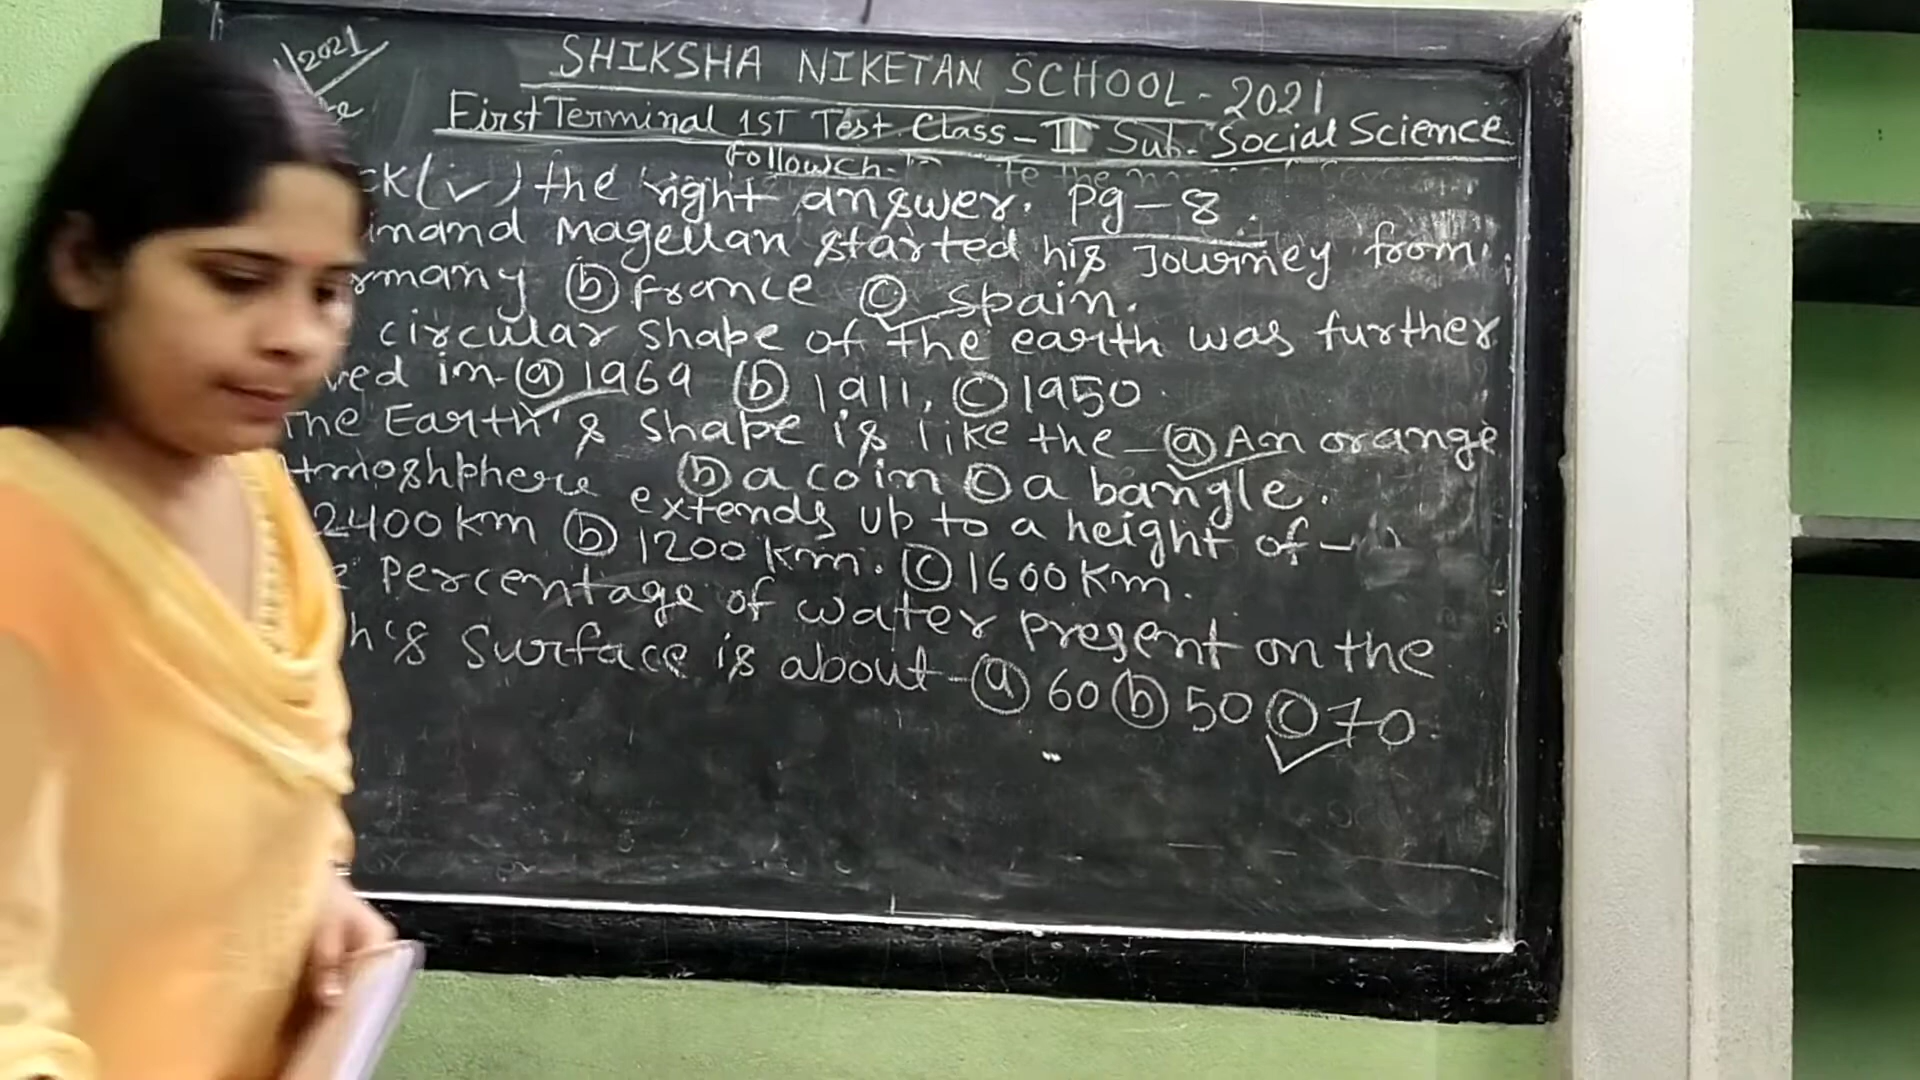 2021
SHIKSHA NIKETAN SCHOOL - 2021
First Terminal 1ST Test. Class - II Sub. Social Science
Follow ch-
ck (✓) the right answer. Pg - 8.
inand Magellan started his Journey from
rmany ⓑ France ⓒ Spain.
circular shape of the earth was further
ved in- ⓐ 1969 ⓑ 1911, ⓒ 1950
The Earth's shape is like the - ⓐ An orange
ⓑ a coin ⓒ a bangle.
tmoshphere extends up to a height of -
2400 km ⓑ 1200 km. ⓒ 1600 km.
e Percentage of water present on the
h's surface is about - ⓐ 60 ⓑ 50 ⓒ 70